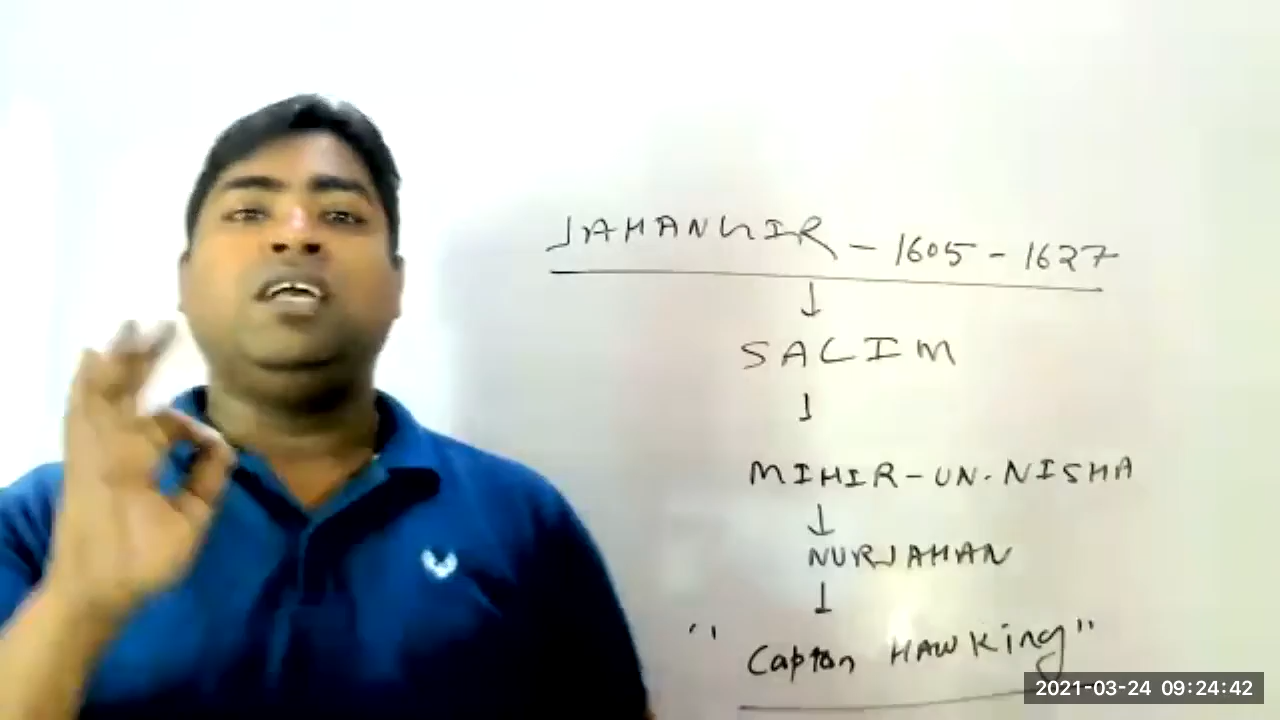 JAHANGIR - 1605 - 1627
↓
SALIM
↓
MIHIR-UN.NISHA
↓
NURJAHAN
↓
"Capton HAWKing"
2021-03-24 09:24:42